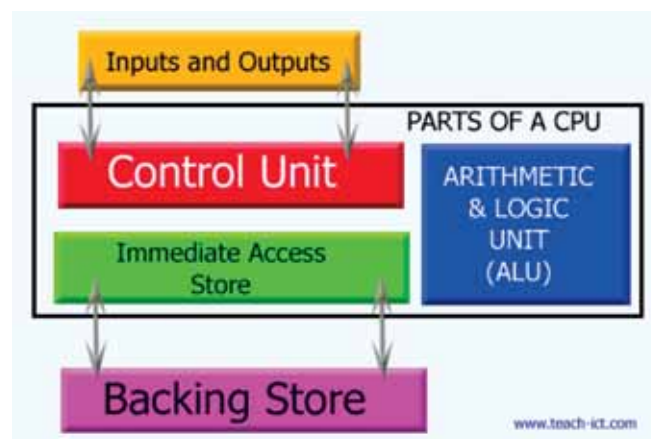 Inputs and Outputs
PARTS OF A CPU
Control Unit
ARITHMETIC
& LOGIC
UNIT
(ALU)
Immediate Access
Store
Backing Store
www.teach-ict.com